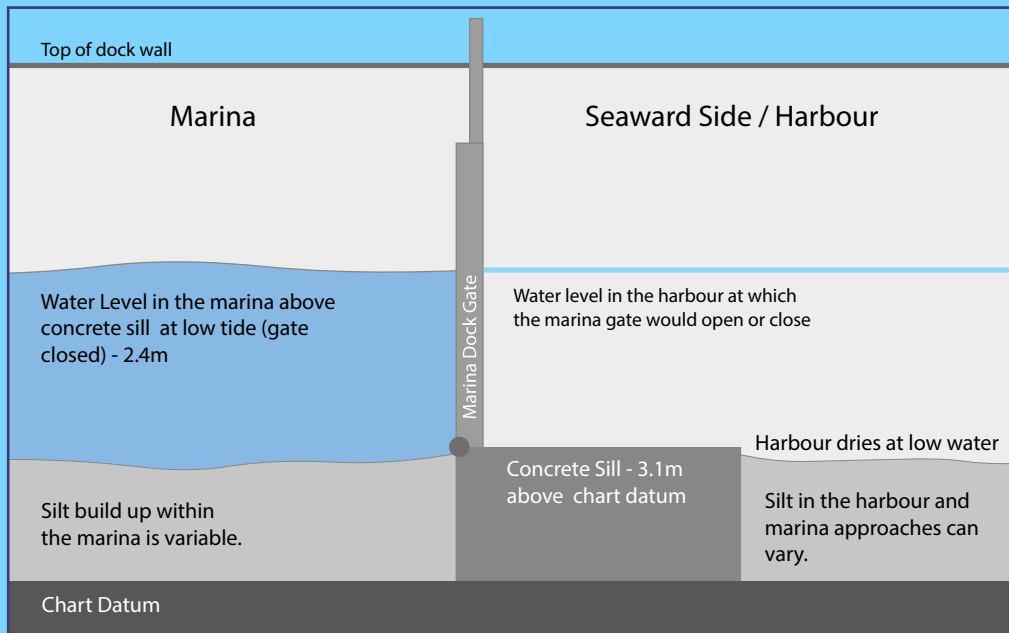 Top of dock wall
Marina
Seaward Side / Harbour
Water Level in the marina above
concrete sill at low tide (gate
closed) - 2.4m
Marina Dock Gate
Water level in the harbour at which
the marina gate would open or close
Harbour dries at low water
Concrete Sill - 3.1m
above chart datum
Silt build up within
the marina is variable.
Silt in the harbour and
marina approaches can
vary.
Chart Datum